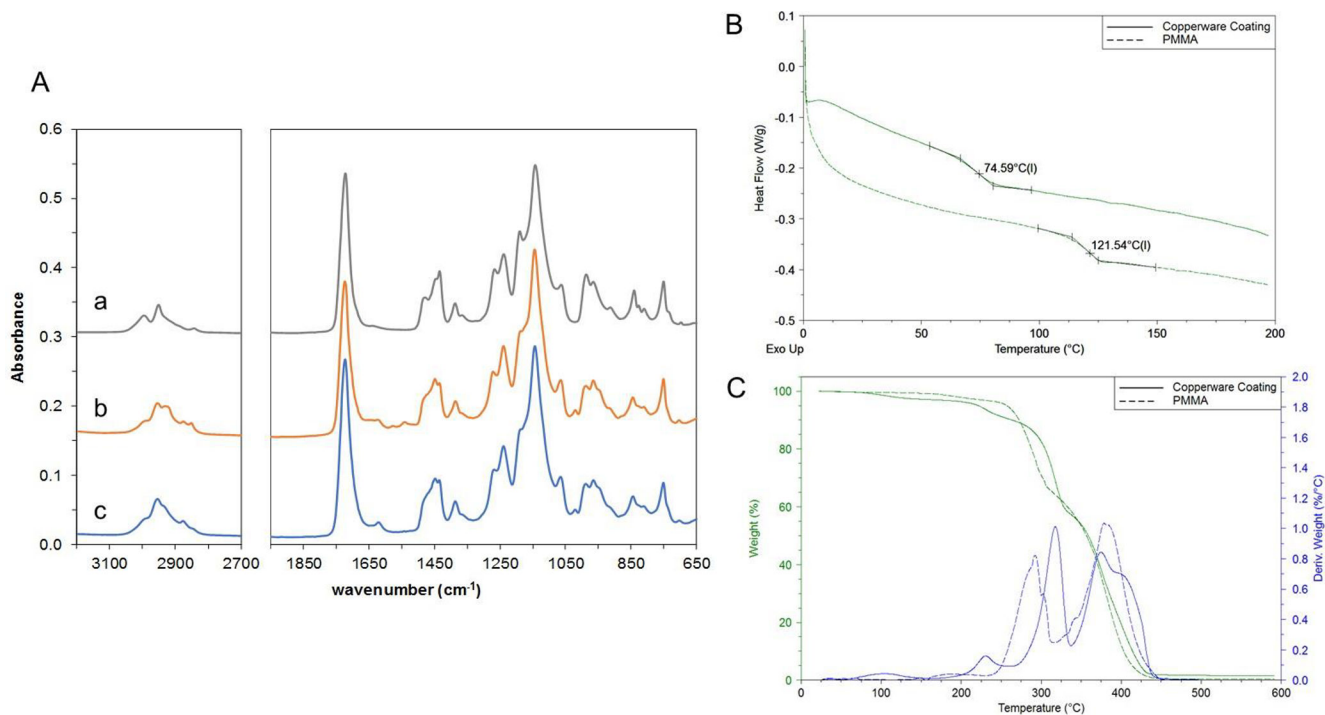 A
0.6
0.5
0.4
0.3
0.2
0.1
0.0
Absorbance
a
b
c
3100 2900 2700 1850 1650 1450 1250 1050 850 650
wavenumber (cm-1)
B
Copperware Coating
PMMA
0.1
0.0
-0.1
-0.2
-0.3
-0.4
-0.5
Heat Flow (W/g)
74.59°C(I)
121.54°C(I)
0 50 100 150 200
Exo Up
Temperature (°C)
C
Copperware Coating
PMMA
100
80
60
40
20
0
Weight (%)
2.0
1.8
1.6
1.4
1.2
1.0
0.8
0.6
0.4
0.2
0.0
Deriv. Weight (%/°C)
0 100 200 300 400 500 600
Temperature (°C)